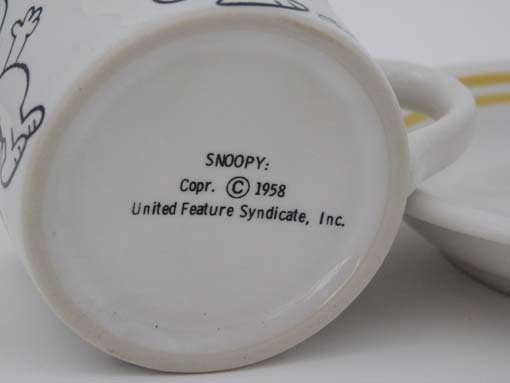 SNOOPY:
Copr. © 1958
United Feature Syndicate, Inc.